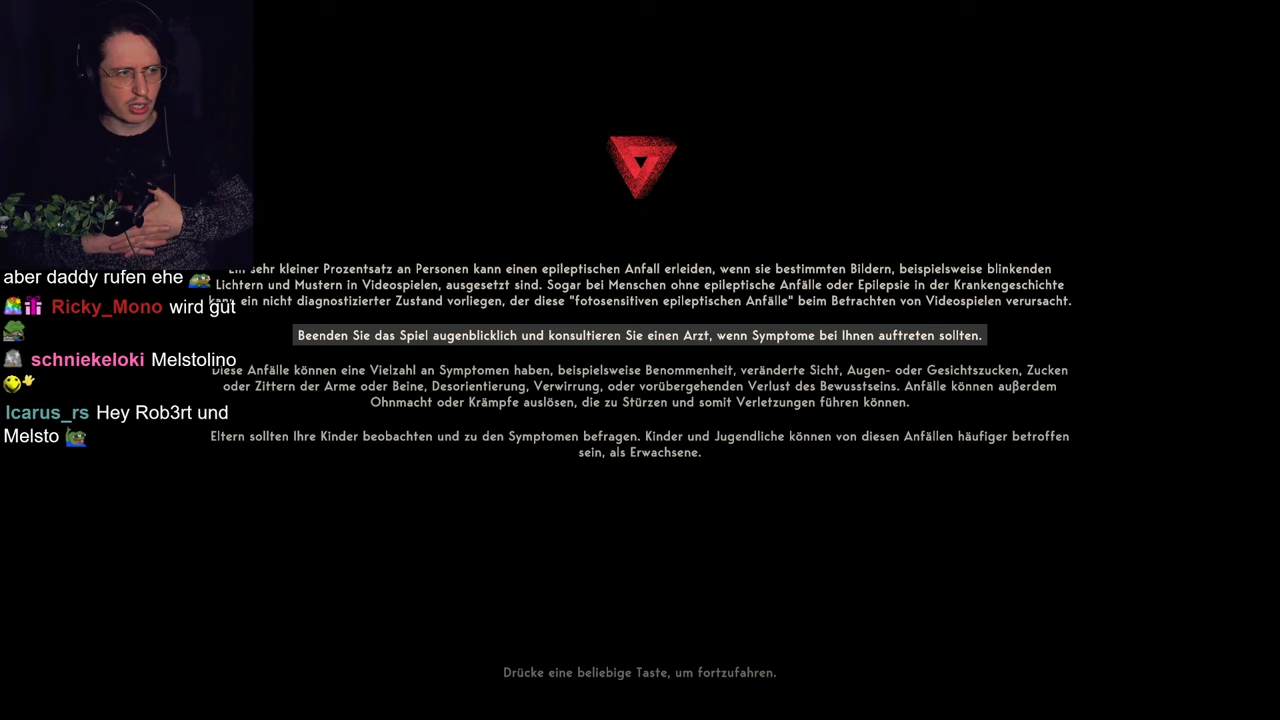 aber daddy rufen ehe
Ricky_Mono wird gut
schniekeloki Melstolino
Icarus_rs Hey Rob3rt und
Melsto
sehr kleiner Prozentsatz an Personen kann einen epileptischen Anfall erleiden, wenn sie bestimmten Bildern, beispielsweise blinkenden
Lichtern und Mustern in Videospielen, ausgesetzt sind. Sogar bei Menschen ohne epileptische Anfälle oder Epilepsie in der Krankengeschichte
ein nicht diagnostizierter Zustand vorliegen, der diese "fotosensitiven epileptischen Anfälle" beim Betrachten von Videospielen verursacht.
Beenden Sie das Spiel augenblicklich und konsultieren Sie einen Arzt, wenn Symptome bei Ihnen auftreten sollten.
Diese Anfälle können eine Vielzahl an Symptomen haben, beispielsweise Benommenheit, veränderte Sicht, Augen- oder Gesichtszucken, Zucken
oder Zittern der Arme oder Beine, Desorientierung, Verwirrung, oder vorübergehenden Verlust des Bewusstseins. Anfälle können außerdem
Ohnmacht oder Krämpfe auslösen, die zu Stürzen und somit Verletzungen führen können.
Eltern sollten Ihre Kinder beobachten und zu den Symptomen befragen. Kinder und Jugendliche können von diesen Anfällen häufiger betroffen
sein, als Erwachsene.
Drücke eine beliebige Taste, um fortzufahren.